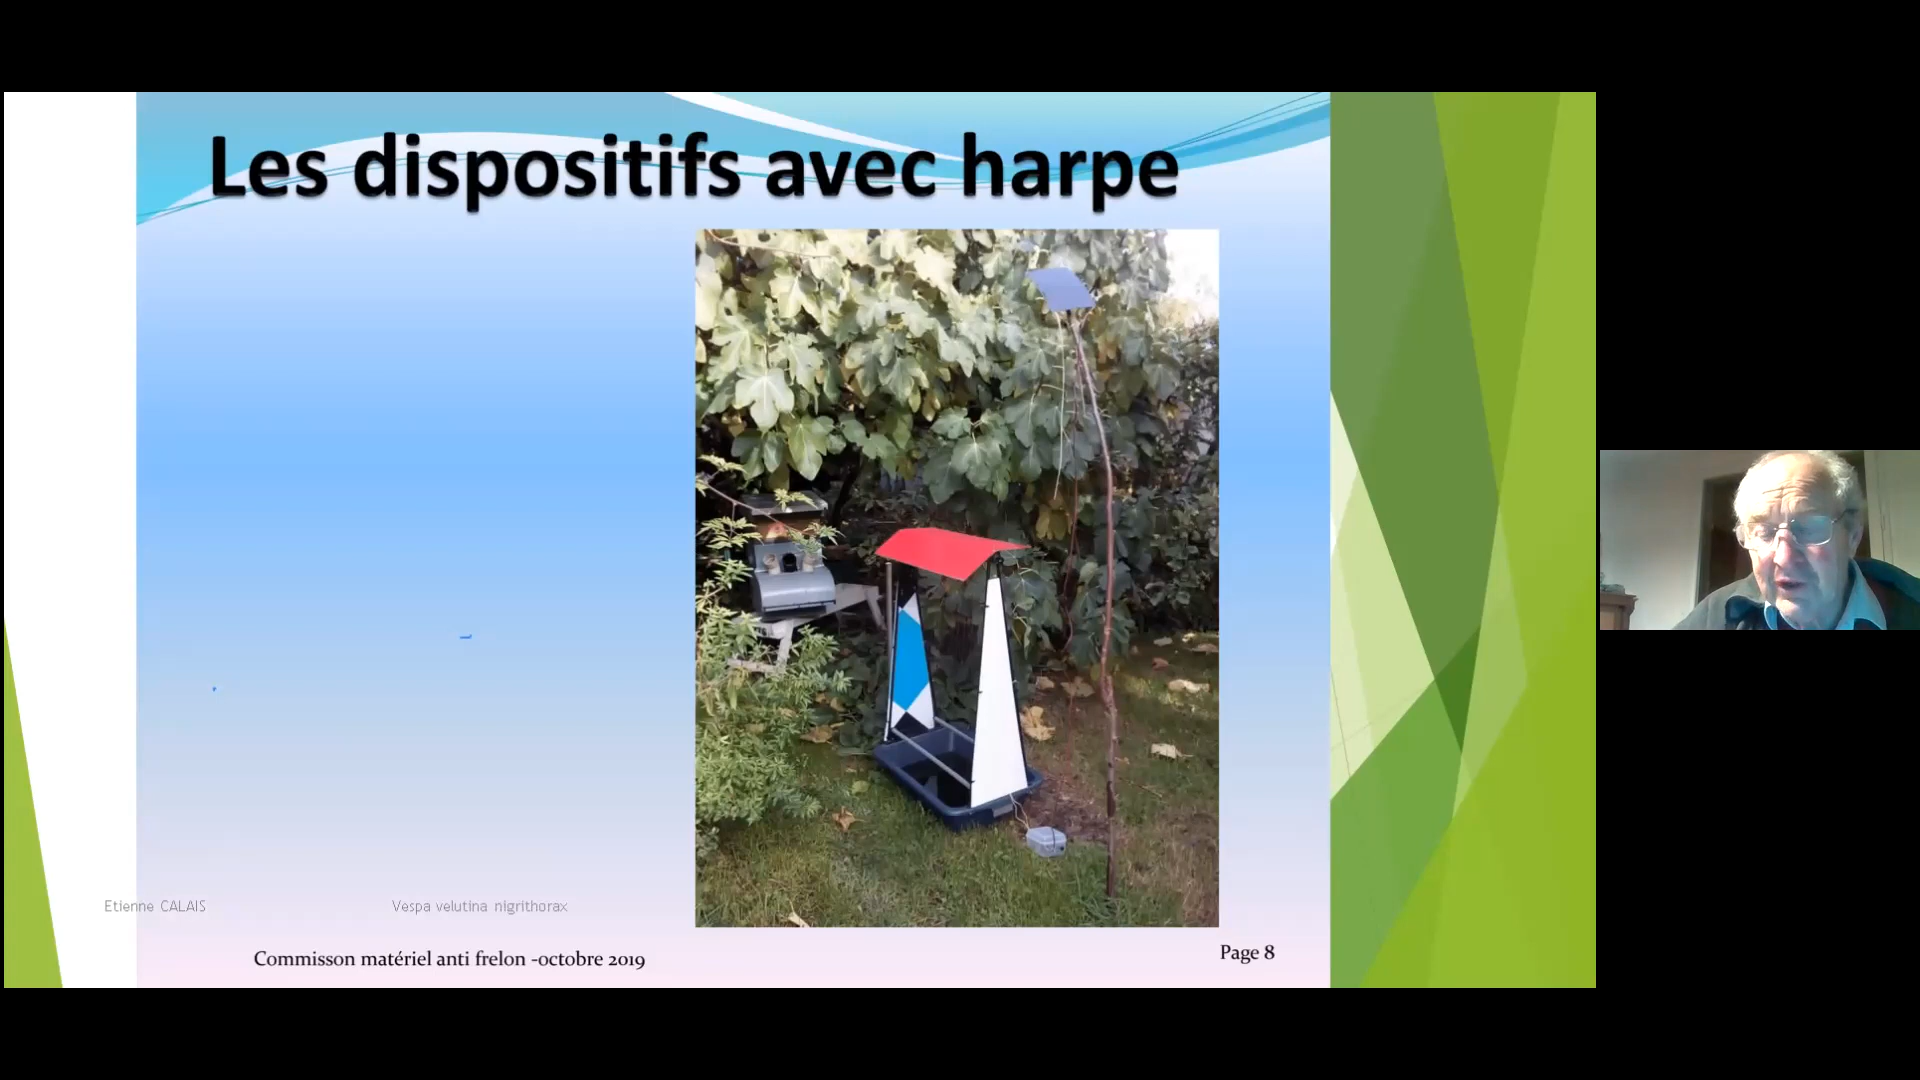 Les dispositifs avec harpe
Etienne CALAIS
Vespa velutina nigrithorax
Commisson matériel anti frelon -octobre 2019
Page 8